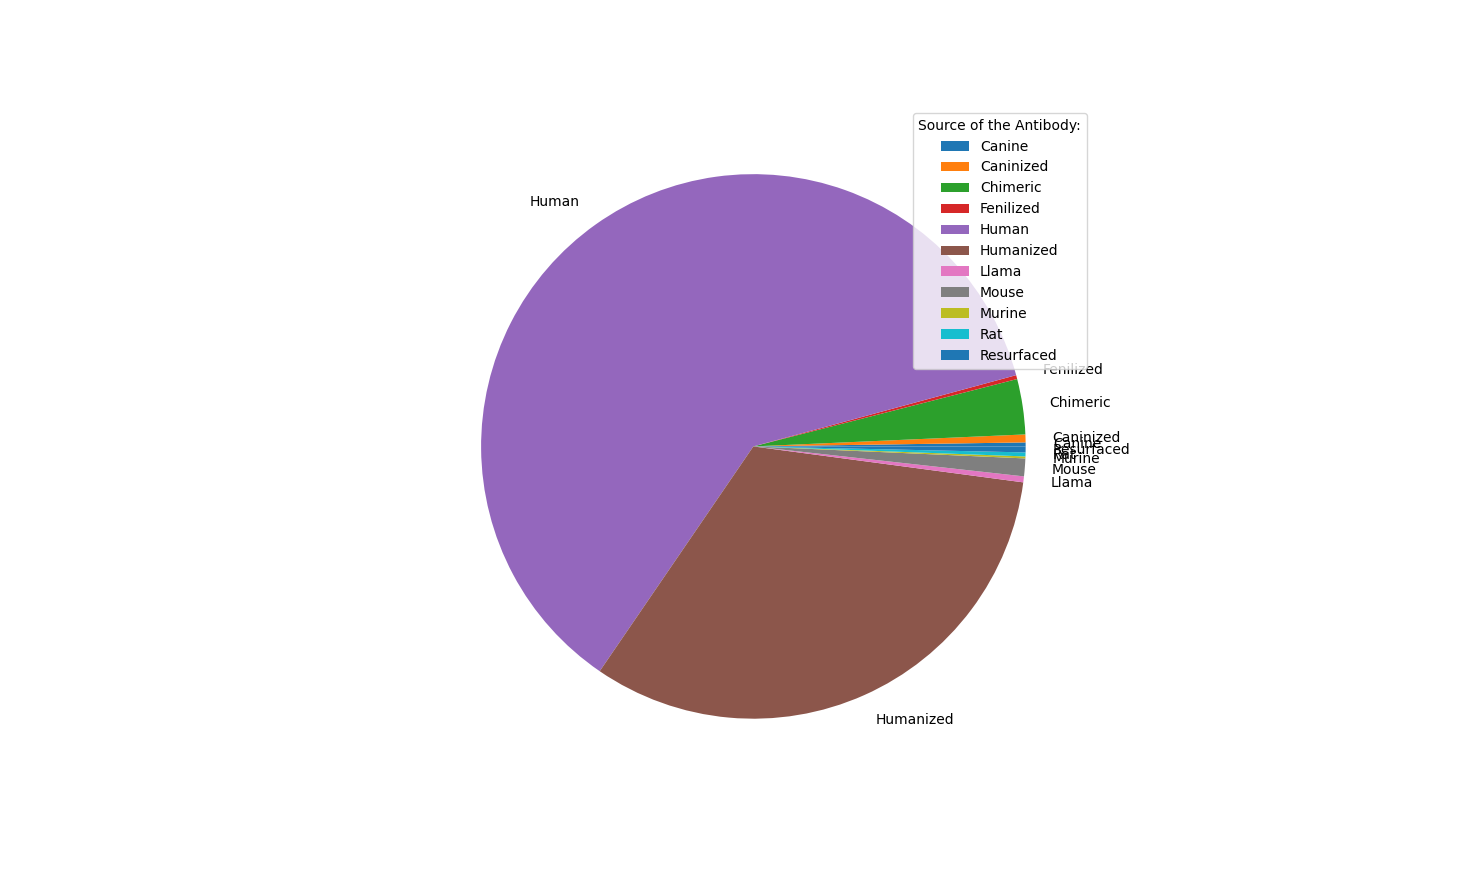 Source of the Antibody:
Canine
Caninized
Chimeric
Fenilized
Human
Humanized
Llama
Mouse
Murine
Rat
Resurfaced
Human
Fenilized
Chimeric
Caninized
Canine
Resurfaced
Rat
Murine
Mouse
Llama
Humanized